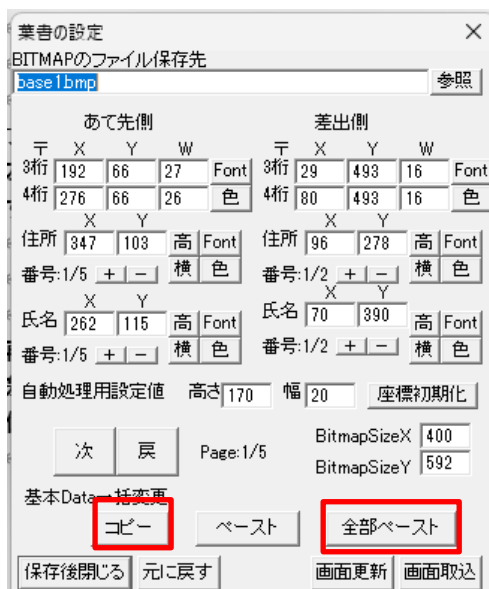 葉書の設定 ×
BITMAPのファイル保存先
base1.bmp 参照
あて先側 差出側
〒 X Y W 〒 X Y W
3桁 192 66 27 Font 3桁 29 493 16 Font
4桁 276 66 26 色 4桁 80 493 16 色
X Y X Y
住所 347 103 高 Font 住所 96 278 高 Font
番号:1/5 + - 横 色 番号:1/2 + - 横 色
X Y X Y
氏名 262 115 高 Font 氏名 70 390 高 Font
番号:1/5 + - 横 色 番号:1/2 + - 横 色
自動処理用設定値 高さ 170 幅 20 座標初期化
次 戻 Page:1/5 BitmapSizeX 400
BitmapSizeY 592
基本Data一括変更
コピー ペースト 全部ペースト
保存後閉じる 元に戻す 画面更新 画面取込